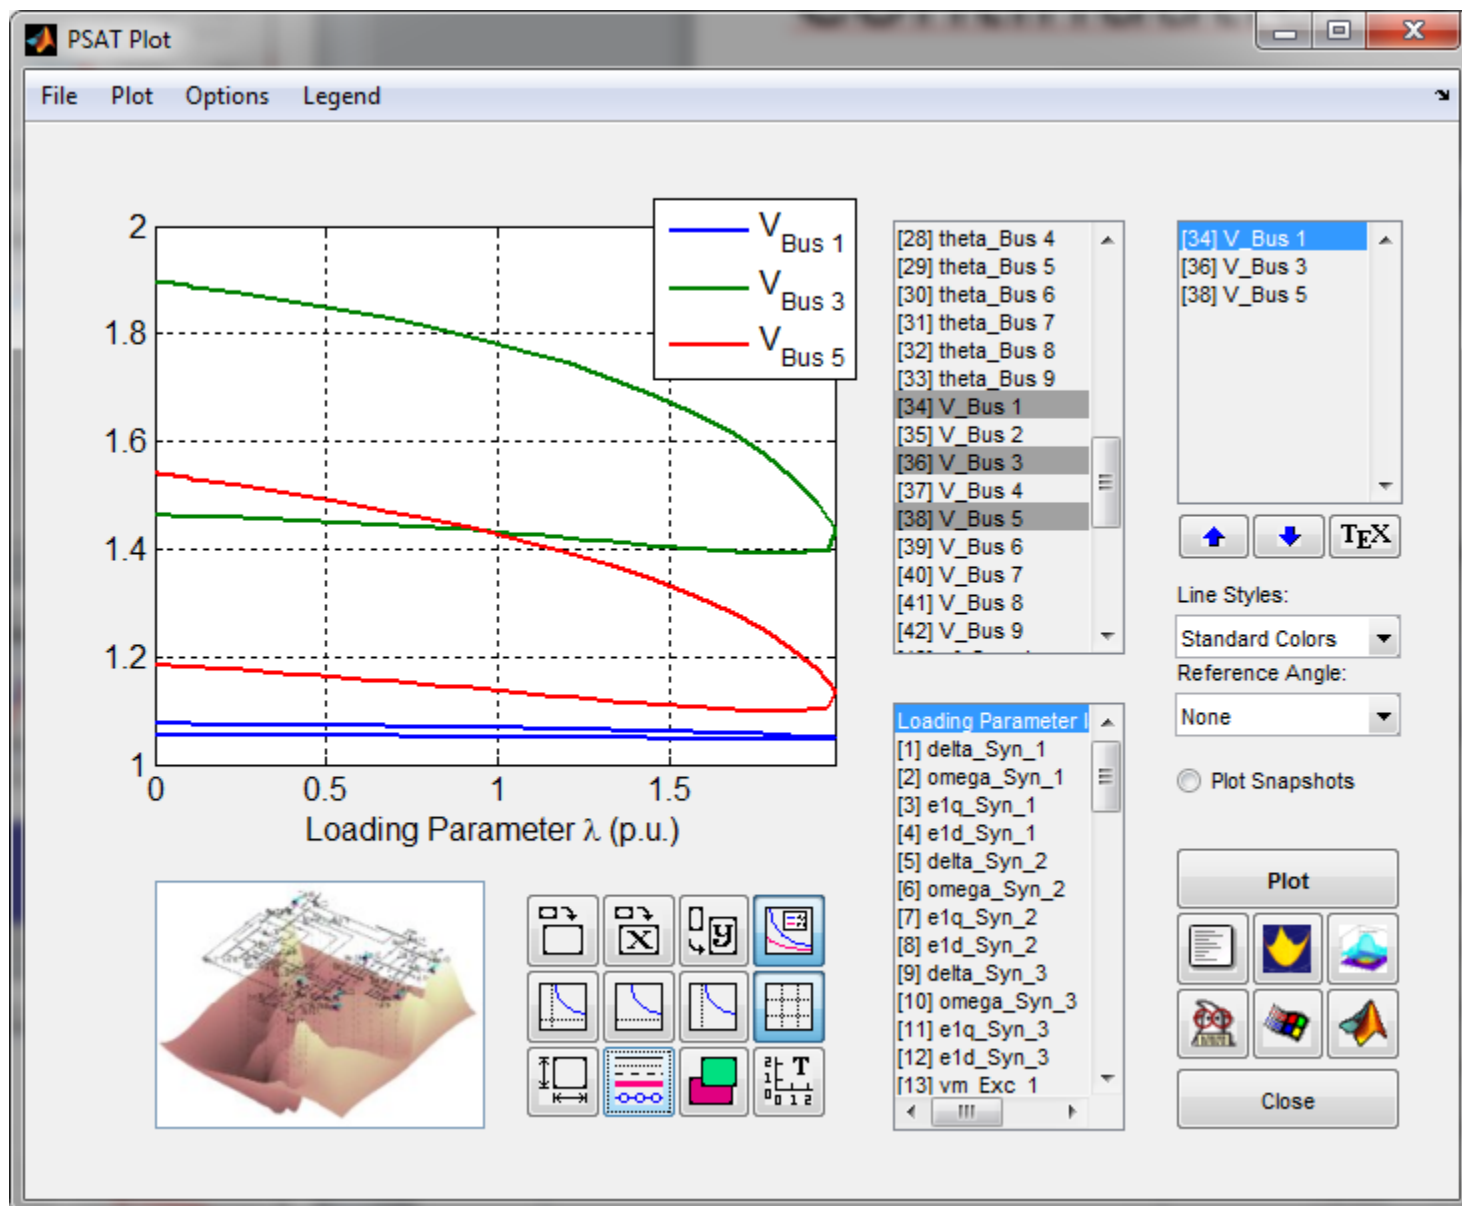 PSAT Plot
File Plot Options Legend
2
1.8
1.6
1.4
1.2
1
0 0.5 1 1.5
Loading Parameter λ (p.u.)
V Bus 1
V Bus 3
V Bus 5
[28] theta_Bus 4
[29] theta_Bus 5
[30] theta_Bus 6
[31] theta_Bus 7
[32] theta_Bus 8
[33] theta_Bus 9
[34] V_Bus 1
[35] V_Bus 2
[36] V_Bus 3
[37] V_Bus 4
[38] V_Bus 5
[39] V_Bus 6
[40] V_Bus 7
[41] V_Bus 8
[42] V_Bus 9
[34] V_Bus 1
[36] V_Bus 3
[38] V_Bus 5
TEX
Line Styles:
Standard Colors
Reference Angle:
None
Plot Snapshots
Loading Parameter
[1] delta_Syn_1
[2] omega_Syn_1
[3] e1q_Syn_1
[4] e1d_Syn_1
[5] delta_Syn_2
[6] omega_Syn_2
[7] e1q_Syn_2
[8] e1d_Syn_2
[9] delta_Syn_3
[10] omega_Syn_3
[11] e1q_Syn_3
[12] e1d_Syn_3
[13] vm_Exc_1
x
y
T
2
1
0
0 1 2
Plot
Close